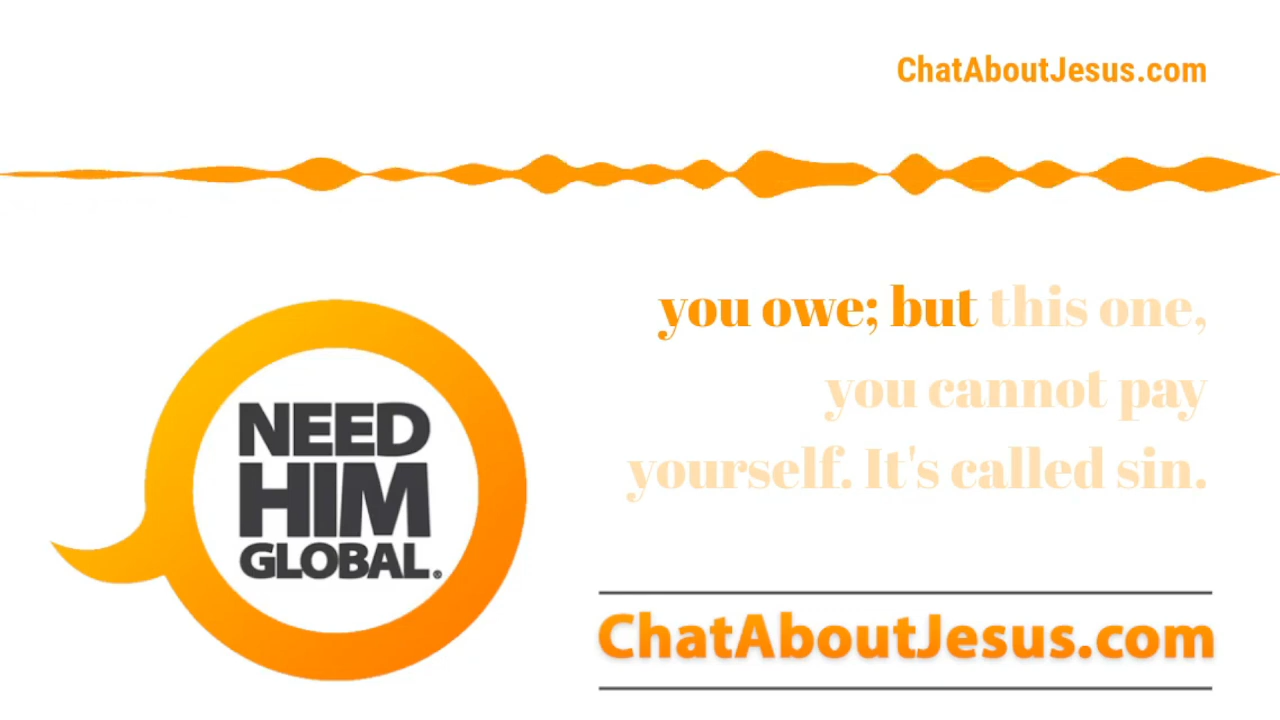 ChatAboutJesus.com
you owe; but this one,
you cannot pay
yourself. It's called sin.
NEED
HIM
GLOBAL.®
ChatAboutJesus.com